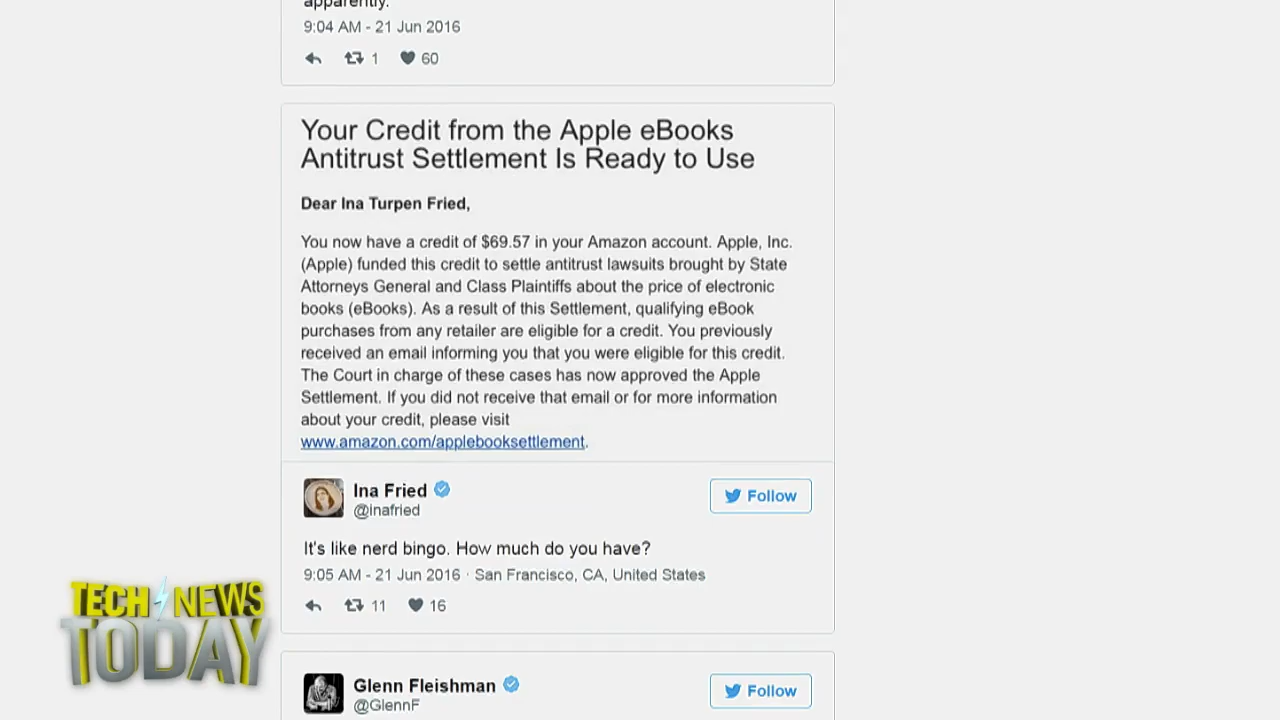 apparently.
9:04 AM - 21 Jun 2016
1 60
Your Credit from the Apple eBooks
Antitrust Settlement Is Ready to Use
Dear Ina Turpen Fried,
You now have a credit of $69.57 in your Amazon account. Apple, Inc.
(Apple) funded this credit to settle antitrust lawsuits brought by State
Attorneys General and Class Plaintiffs about the price of electronic
books (eBooks). As a result of this Settlement, qualifying eBook
purchases from any retailer are eligible for a credit. You previously
received an email informing you that you were eligible for this credit.
The Court in charge of these cases has now approved the Apple
Settlement. If you did not receive that email or for more information
about your credit, please visit
www.amazon.com/applebooksettlement.
Ina Fried
@inafried
Follow
It's like nerd bingo. How much do you have?
9:05 AM - 21 Jun 2016 · San Francisco, CA, United States
11 16
Glenn Fleishman
@GlennF
Follow
TECH NEWS
TODAY